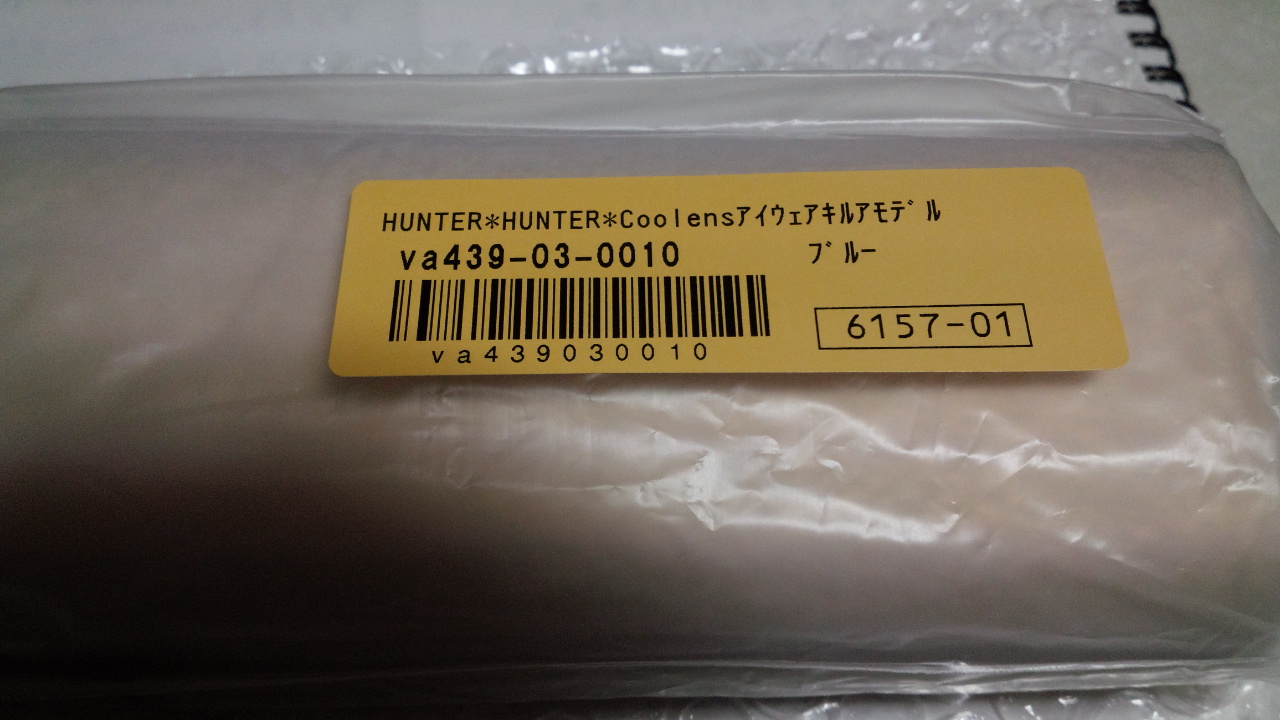 HUNTER*HUNTER*Coolensｱｲｳｪｱｷﾙｱﾓﾃﾞﾙ
va439-03-0010 ﾌﾞﾙｰ
va439030010
6157-01